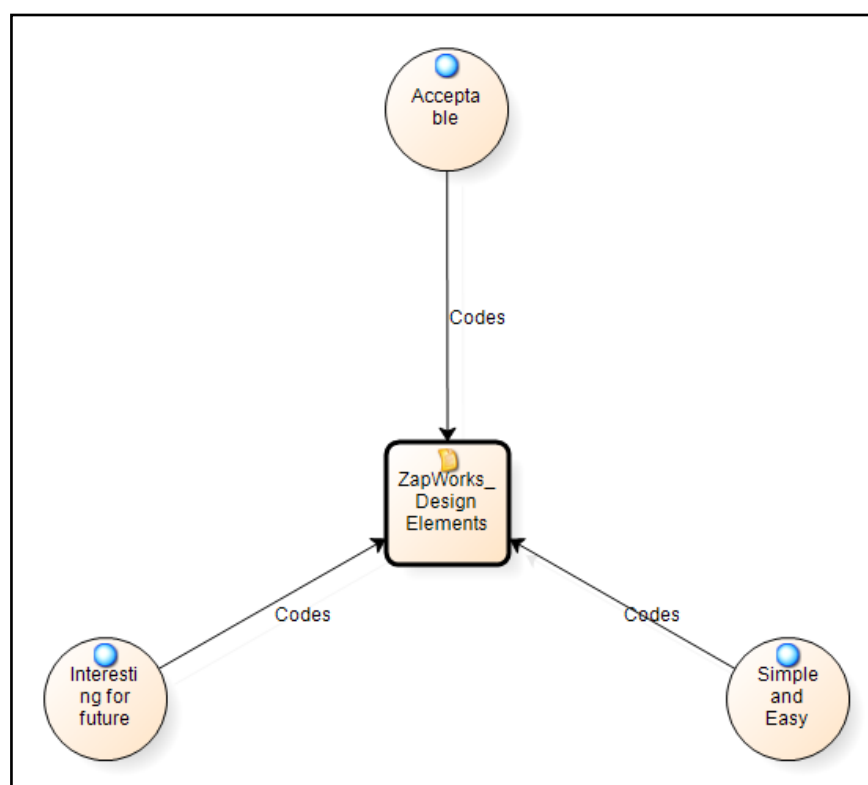 Accepta
ble
Codes
ZapWorks_
Design
Elements
Codes
Codes
Interesti
ng for
future
Simple
and
Easy